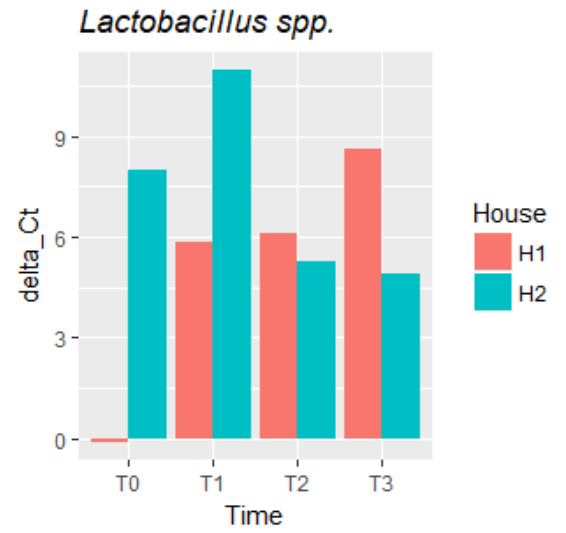 Lactobacillus spp.
delta_Ct
9
6
3
0
T0 T1 T2 T3
Time
House
H1
H2